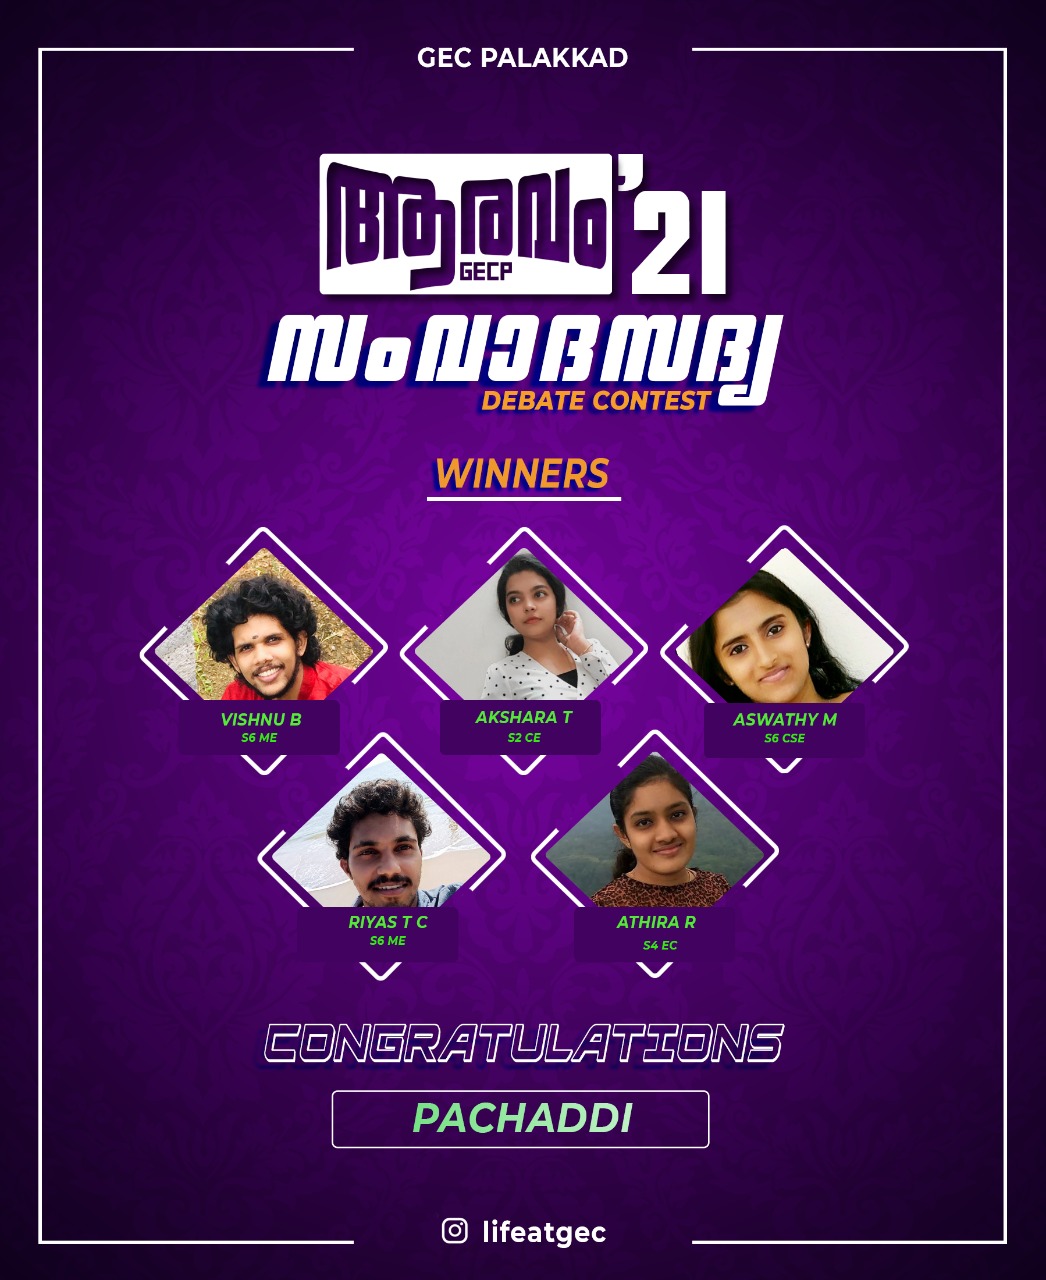 GEC PALAKKAD
ആരവം'21
GECP
സംവാദസദ്യ
DEBATE CONTEST
WINNERS
VISHNU B
S6 ME
AKSHARA T
S2 CE
ASWATHY M
S6 CSE
RIYAS T C
S6 ME
ATHIRA R
S4 EC
CONGRATULATIONS
PACHADDI
lifeatgec